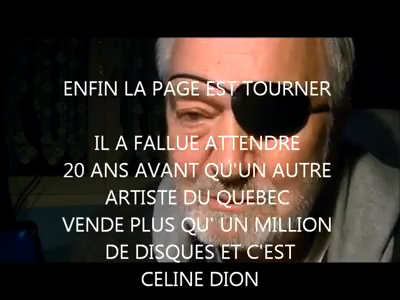 ENFIN LA PAGE EST TOURNER
IL A FALLUE ATTENDRE
20 ANS AVANT QU'UN AUTRE
ARTISTE DU QUEBEC
VENDE PLUS QU' UN MILLION
DE DISQUES ET C'EST
CELINE DION